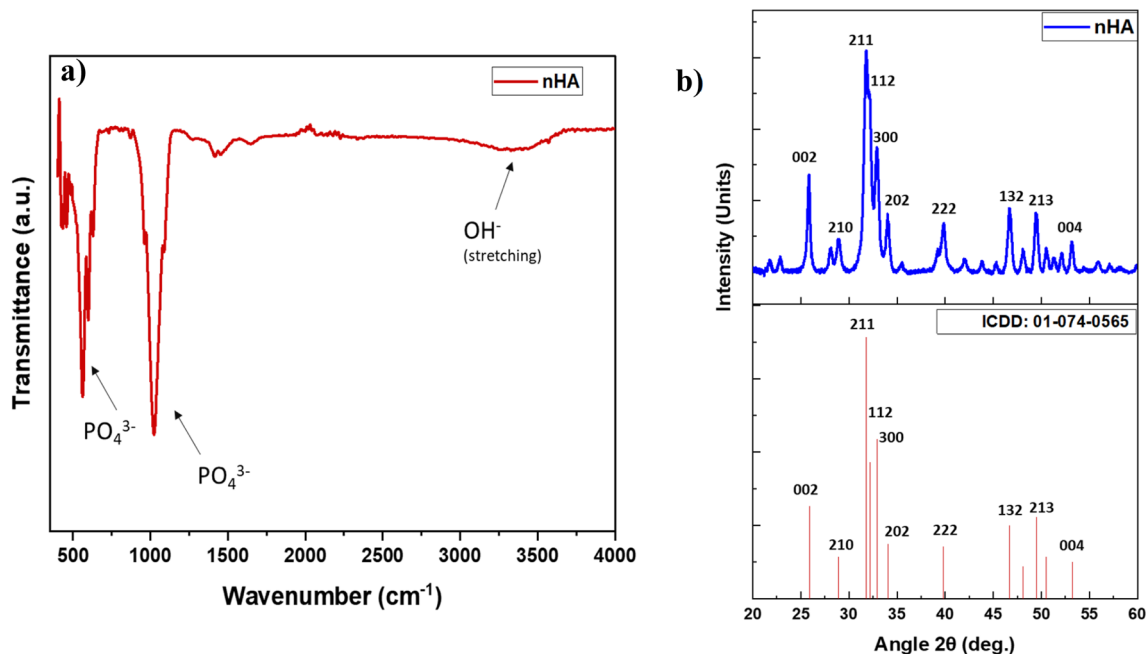 a)
nHA
OH-
(stretching)
PO43-
PO43-
Transmittance (a.u.)
500 1000 1500 2000 2500 3000 3500 4000
Wavenumber (cm-1)
b)
nHA
211
112
300
002
202
210
222
132
213
004
Intensity (Units)
ICDD: 01-074-0565
211
112
300
002
210
202
222
132
213
004
20 25 30 35 40 45 50 55 60
Angle 2θ (deg.)